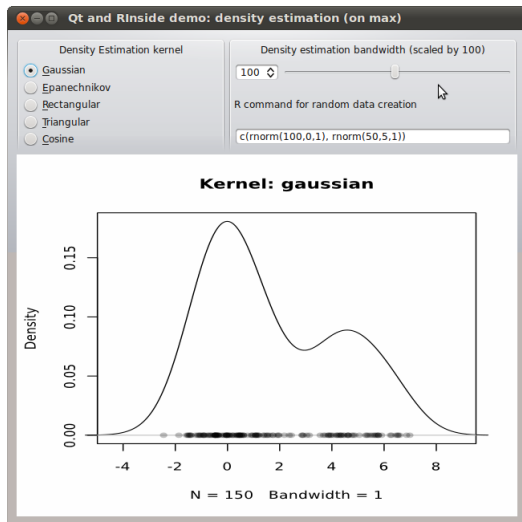 Qt and RInside demo: density estimation (on max)
Density Estimation kernel
Gaussian
Epanechnikov
Rectangular
Triangular
Cosine
Density estimation bandwidth (scaled by 100)
100
R command for random data creation
c(rnorm(100,0,1), rnorm(50,5,1))
Kernel: gaussian
Density
0.15
0.10
0.05
0.00
-4 -2 0 2 4 6 8
N = 150 Bandwidth = 1